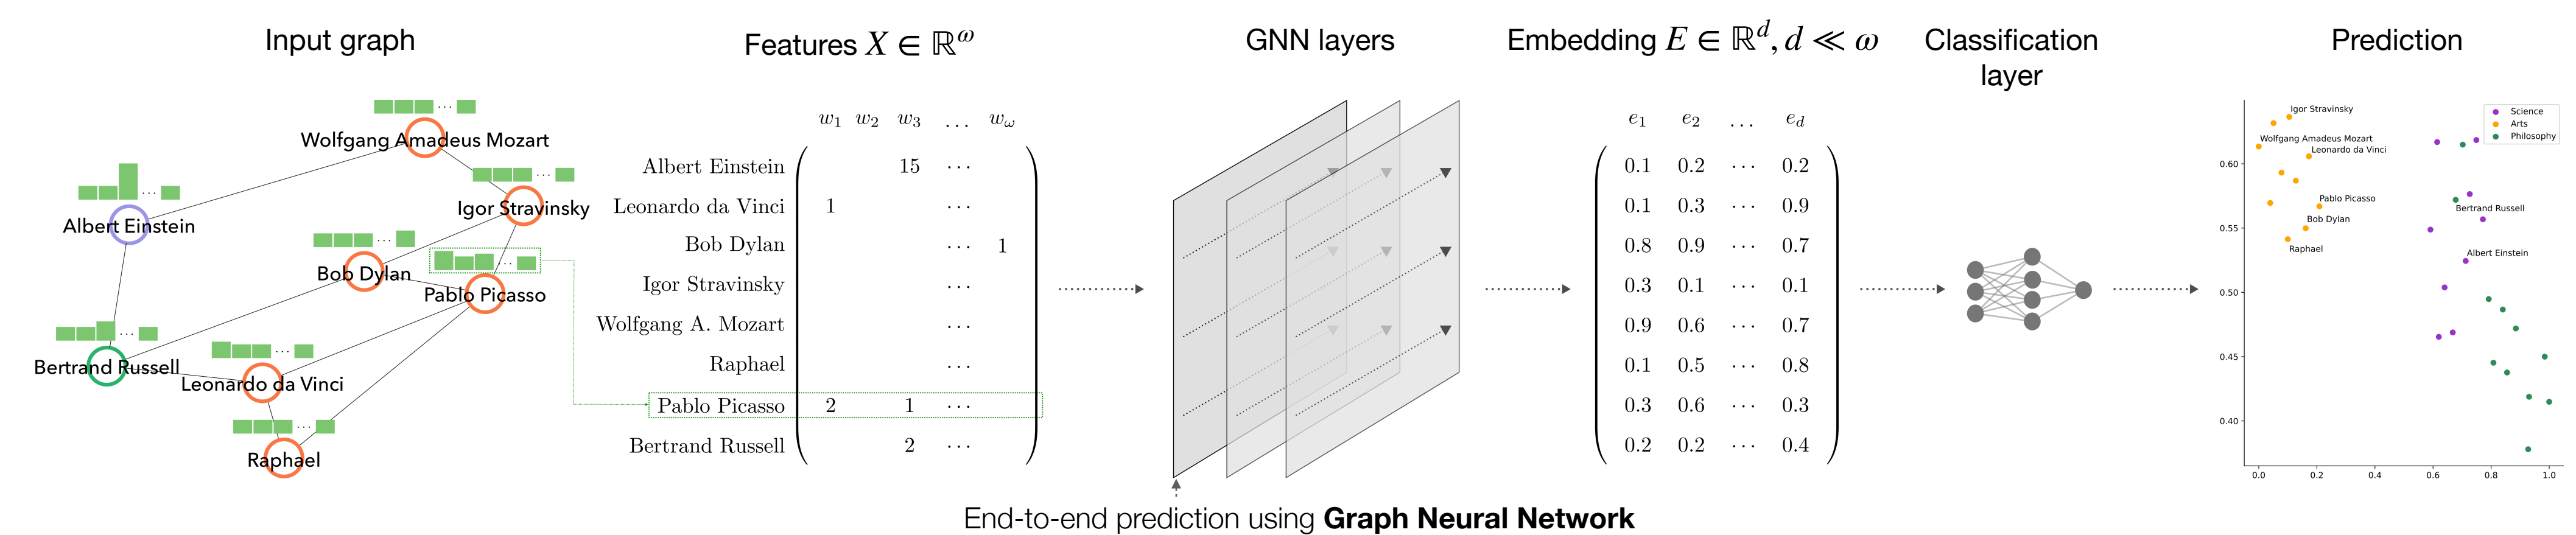 Input graph
Wolfgang Amadeus Mozart
Igor Stravinsky
Albert Einstein
Bob Dylan
Pablo Picasso
Bertrand Russell
Leonardo da Vinci
Raphael
Features X ∈ ℝ^ω
w₁ w₂ w₃ … w_ω
Albert Einstein 15 ⋯
Leonardo da Vinci 1 ⋯
Bob Dylan ⋯ 1
Igor Stravinsky ⋯
Wolfgang A. Mozart ⋯
Raphael ⋯
Pablo Picasso 2 1 ⋯
Bertrand Russell 2 ⋯
GNN layers
Embedding E ∈ ℝ^d, d ≪ ω
e₁ e₂ … e_d
0.1 0.2 ⋯ 0.2
0.1 0.3 ⋯ 0.9
0.8 0.9 ⋯ 0.7
0.3 0.1 ⋯ 0.1
0.9 0.6 ⋯ 0.7
0.1 0.5 ⋯ 0.8
0.3 0.6 ⋯ 0.3
0.2 0.2 ⋯ 0.4
Classification
layer
Prediction
Science
Arts
Philosophy
Igor Stravinsky
Wolfgang Amadeus Mozart
Leonardo da Vinci
Pablo Picasso
Bertrand Russell
Bob Dylan
Raphael
Albert Einstein
0.60
0.55
0.50
0.45
0.40
0.0 0.2 0.4 0.6 0.8 1.0
End-to-end prediction using Graph Neural Network